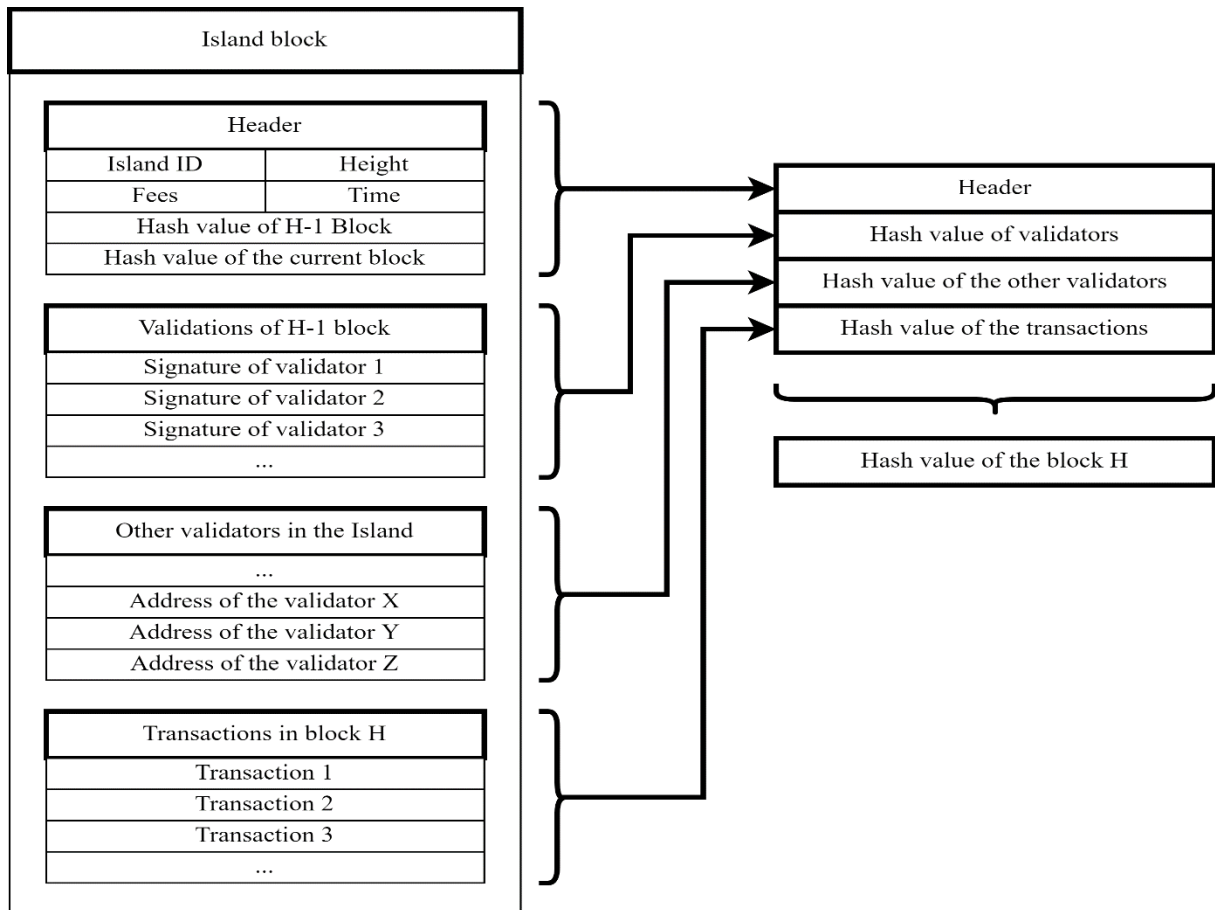 Island block
Header
Island ID Height
Fees Time
Hash value of H-1 Block
Hash value of the current block
Validations of H-1 block
Signature of validator 1
Signature of validator 2
Signature of validator 3
...
Other validators in the Island
...
Address of the validator X
Address of the validator Y
Address of the validator Z
Transactions in block H
Transaction 1
Transaction 2
Transaction 3
...
Header
Hash value of validators
Hash value of the other validators
Hash value of the transactions
Hash value of the block H